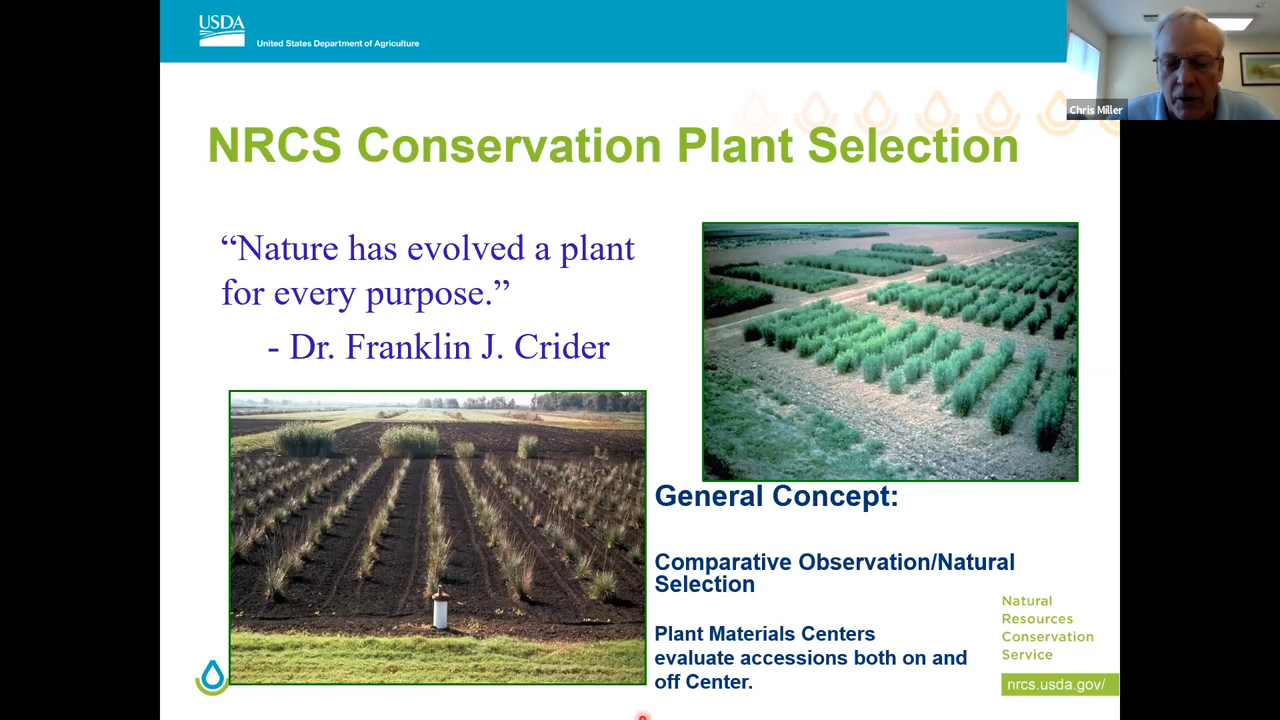 USDA
United States Department of Agriculture
Chris Miller
NRCS Conservation Plant Selection
“Nature has evolved a plant
for every purpose.”
- Dr. Franklin J. Crider
General Concept:
Comparative Observation/Natural
Selection
Plant Materials Centers
evaluate accessions both on and
off Center.
Natural
Resources
Conservation
Service
nrcs.usda.gov/